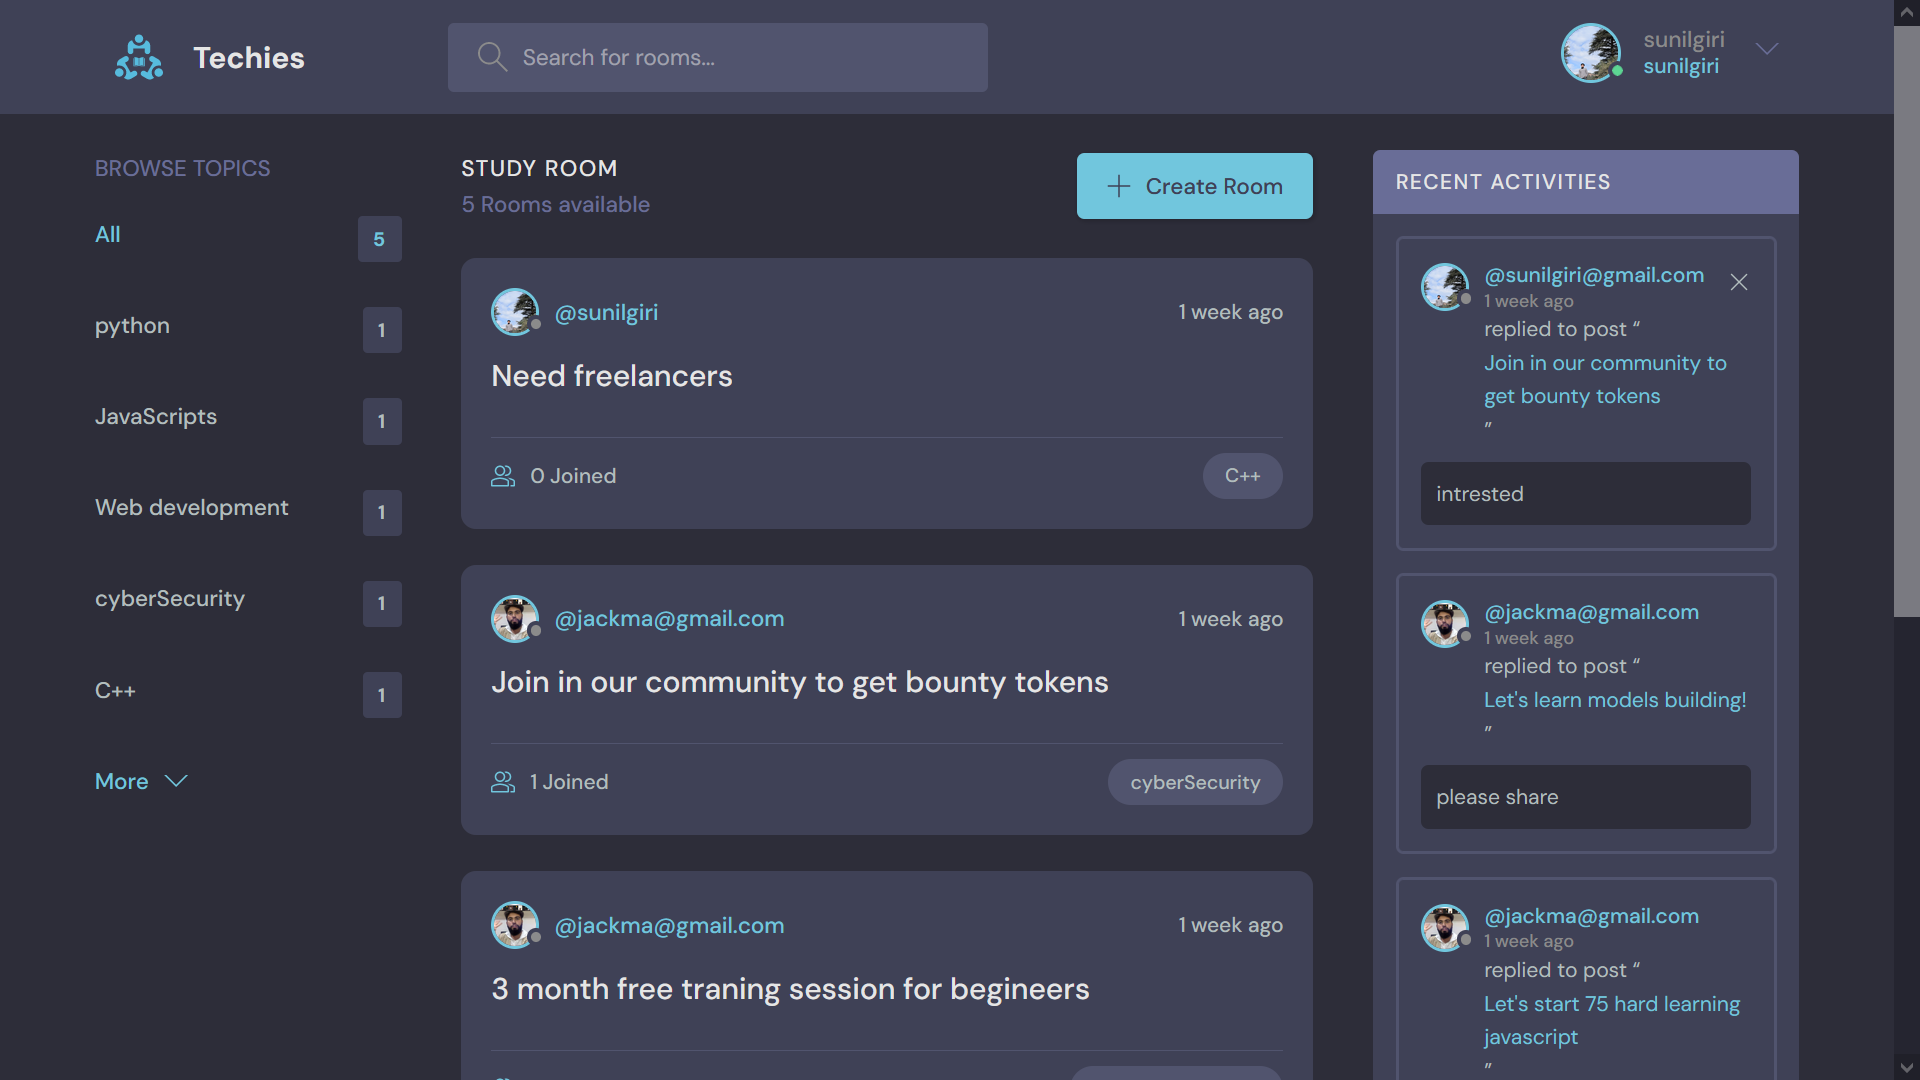 Techies
Search for rooms...
sunilgiri
sunilgiri
BROWSE TOPICS
All
5
python
1
JavaScripts
1
Web development
1
cyberSecurity
1
C++
1
More
STUDY ROOM
5 Rooms available
Create Room
@sunilgiri
1 week ago
Need freelancers
0 Joined
C++
@jackma@gmail.com
1 week ago
Join in our community to get bounty tokens
1 Joined
cyberSecurity
@jackma@gmail.com
1 week ago
3 month free traning session for begineers
RECENT ACTIVITIES
@sunilgiri@gmail.com
1 week ago
replied to post “
Join in our community to
get bounty tokens
”
intrested
@jackma@gmail.com
1 week ago
replied to post “
Let's learn models building!
”
please share
@jackma@gmail.com
1 week ago
replied to post “
Let's start 75 hard learning
javascript
”